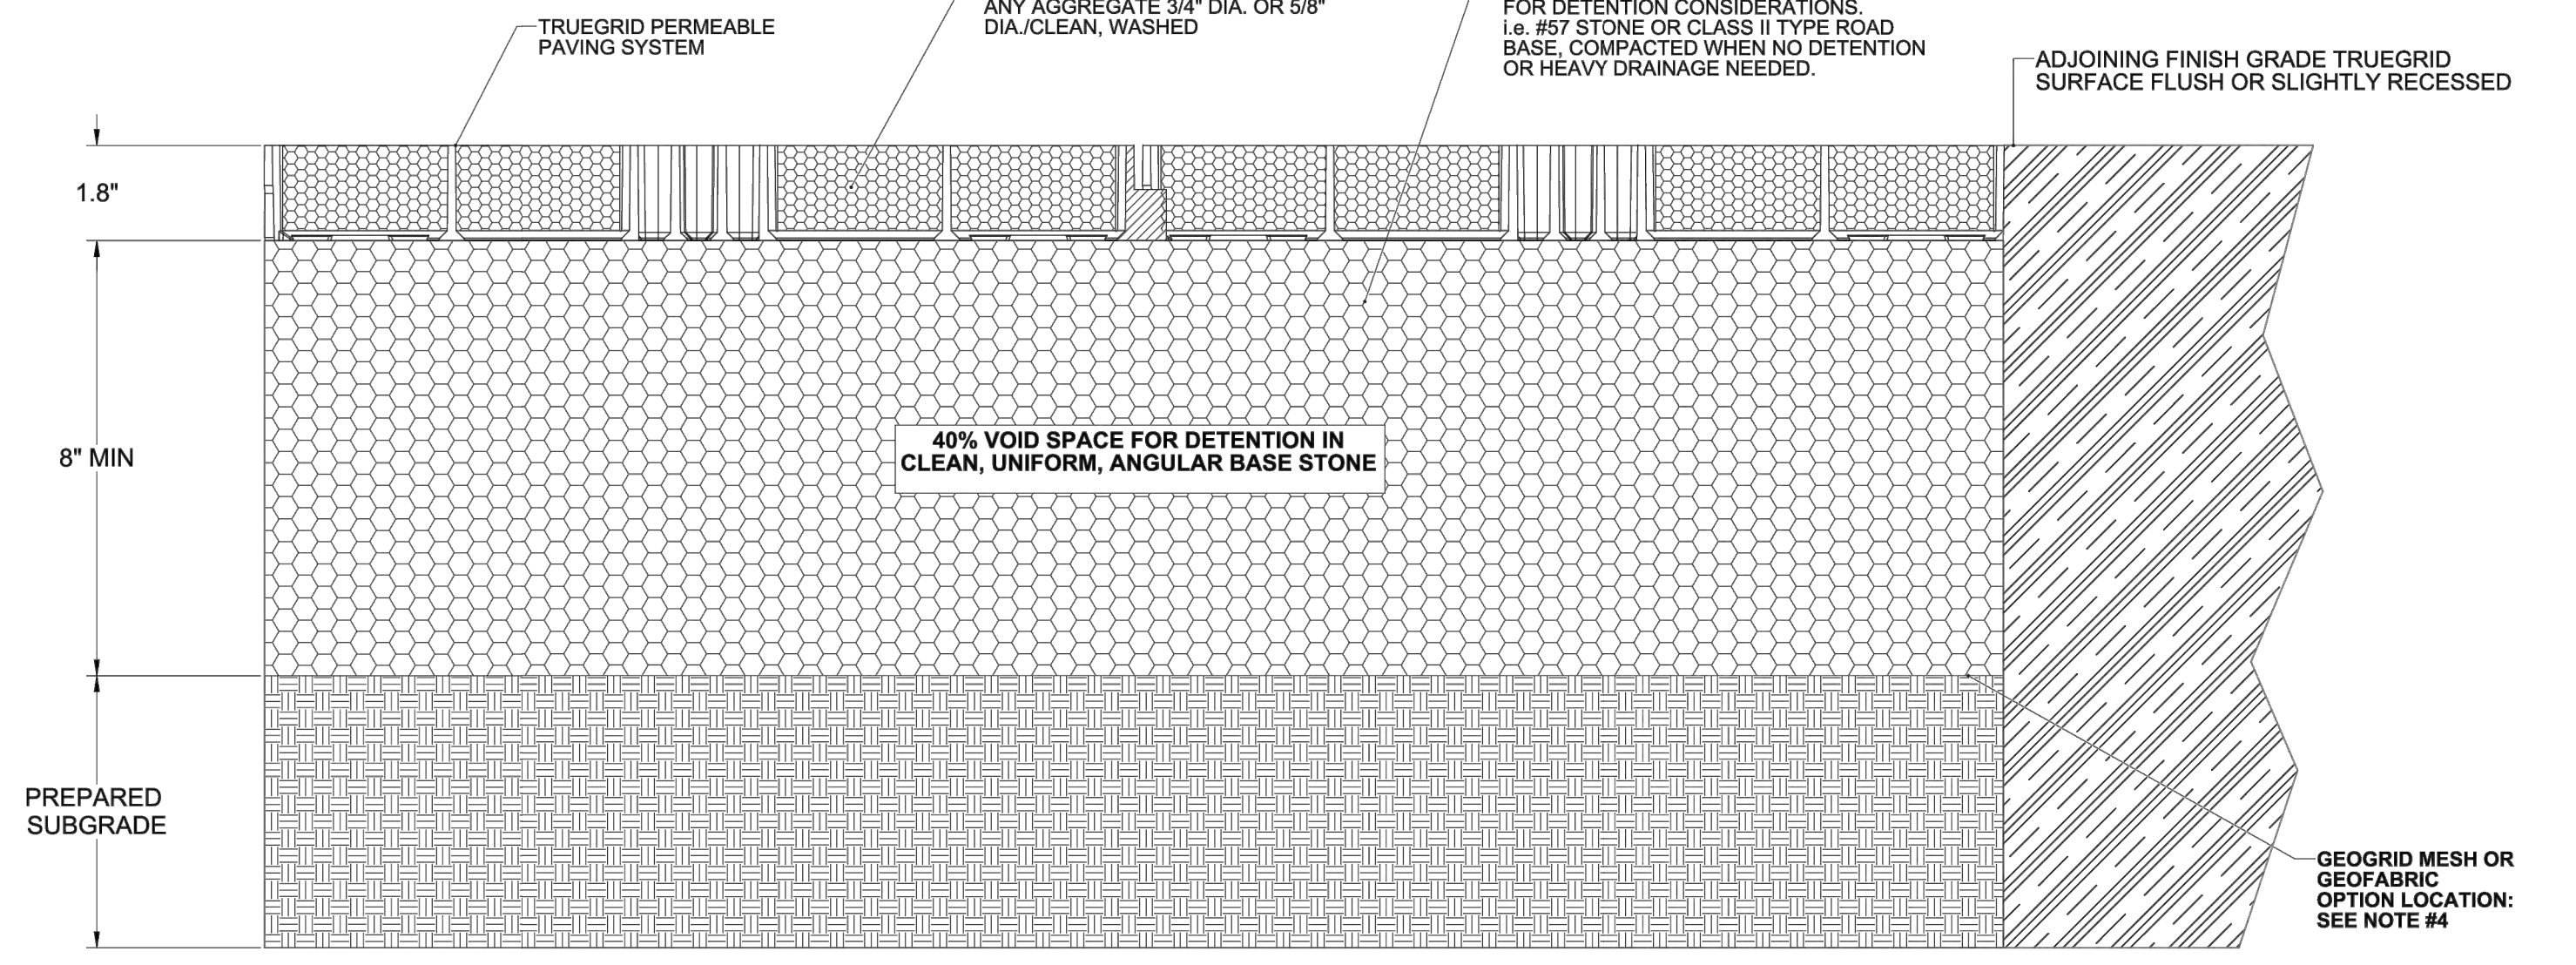 TRUEGRID PERMEABLE
PAVING SYSTEM
ANY AGGREGATE 3/4" DIA. OR 5/8"
DIA./CLEAN, WASHED
FOR DETENTION CONSIDERATIONS.
i.e. #57 STONE OR CLASS II TYPE ROAD
BASE, COMPACTED WHEN NO DETENTION
OR HEAVY DRAINAGE NEEDED.
ADJOINING FINISH GRADE TRUEGRID
SURFACE FLUSH OR SLIGHTLY RECESSED
1.8"
8" MIN
40% VOID SPACE FOR DETENTION IN
CLEAN, UNIFORM, ANGULAR BASE STONE
PREPARED
SUBGRADE
GEOGRID MESH OR
GEOFABRIC
OPTION LOCATION:
SEE NOTE #4